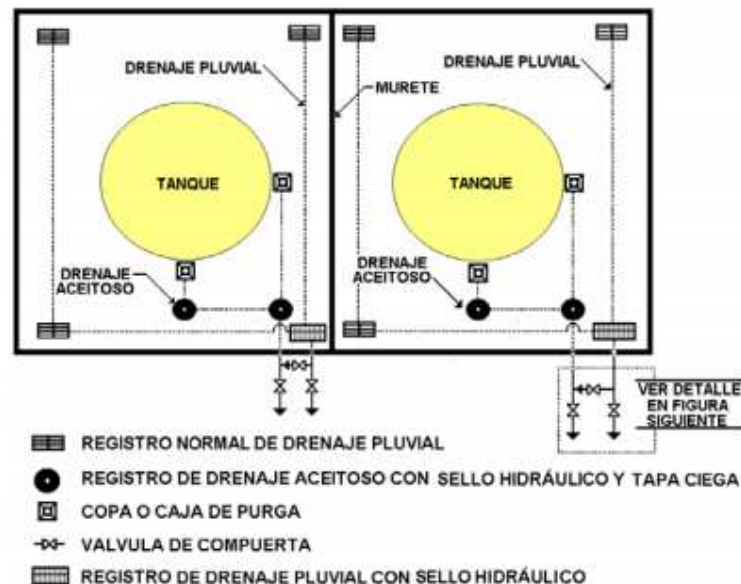 DRENAJE PLUVIAL
DRENAJE PLUVIAL
MURETE
TANQUE
TANQUE
DRENAJE
ACEITOSO
DRENAJE
ACEITOSO
VER DETALLE
EN FIGURA
SIGUIENTE
REGISTRO NORMAL DE DRENAJE PLUVIAL
REGISTRO DE DRENAJE ACEITOSO CON SELLO HIDRÁULICO Y TAPA CIEGA
COPA O CAJA DE PURGA
VALVULA DE COMPUERTA
REGISTRO DE DRENAJE PLUVIAL CON SELLO HIDRÁULICO